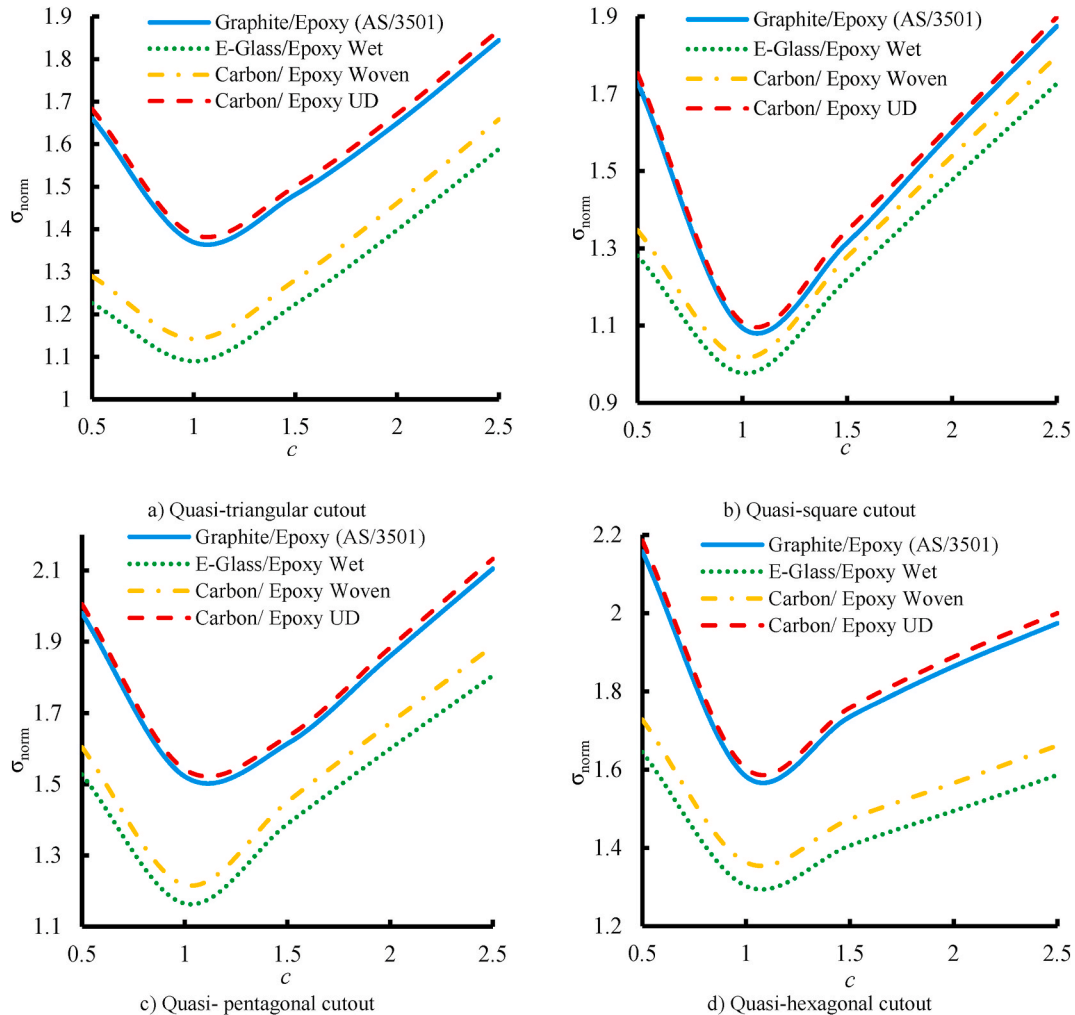 Graphite/Epoxy (AS/3501)
E-Glass/Epoxy Wet
Carbon/ Epoxy Woven
Carbon/ Epoxy UD
1.9
1.8
1.7
1.6
1.5
1.4
1.3
1.2
1.1
1
σnorm
0.5 1 1.5 2 2.5
c
a) Quasi-triangular cutout
Graphite/Epoxy (AS/3501)
E-Glass/Epoxy Wet
Carbon/ Epoxy Woven
Carbon/ Epoxy UD
1.9
1.7
1.5
1.3
1.1
0.9
σnorm
0.5 1 1.5 2 2.5
c
b) Quasi-square cutout
Graphite/Epoxy (AS/3501)
E-Glass/Epoxy Wet
Carbon/ Epoxy Woven
Carbon/ Epoxy UD
2.1
1.9
1.7
1.5
1.3
1.1
σnorm
0.5 1 1.5 2 2.5
c
c) Quasi- pentagonal cutout
Graphite/Epoxy (AS/3501)
E-Glass/Epoxy Wet
Carbon/ Epoxy Woven
Carbon/ Epoxy UD
2.2
2
1.8
1.6
1.4
1.2
σnorm
0.5 1 1.5 2 2.5
c
d) Quasi-hexagonal cutout